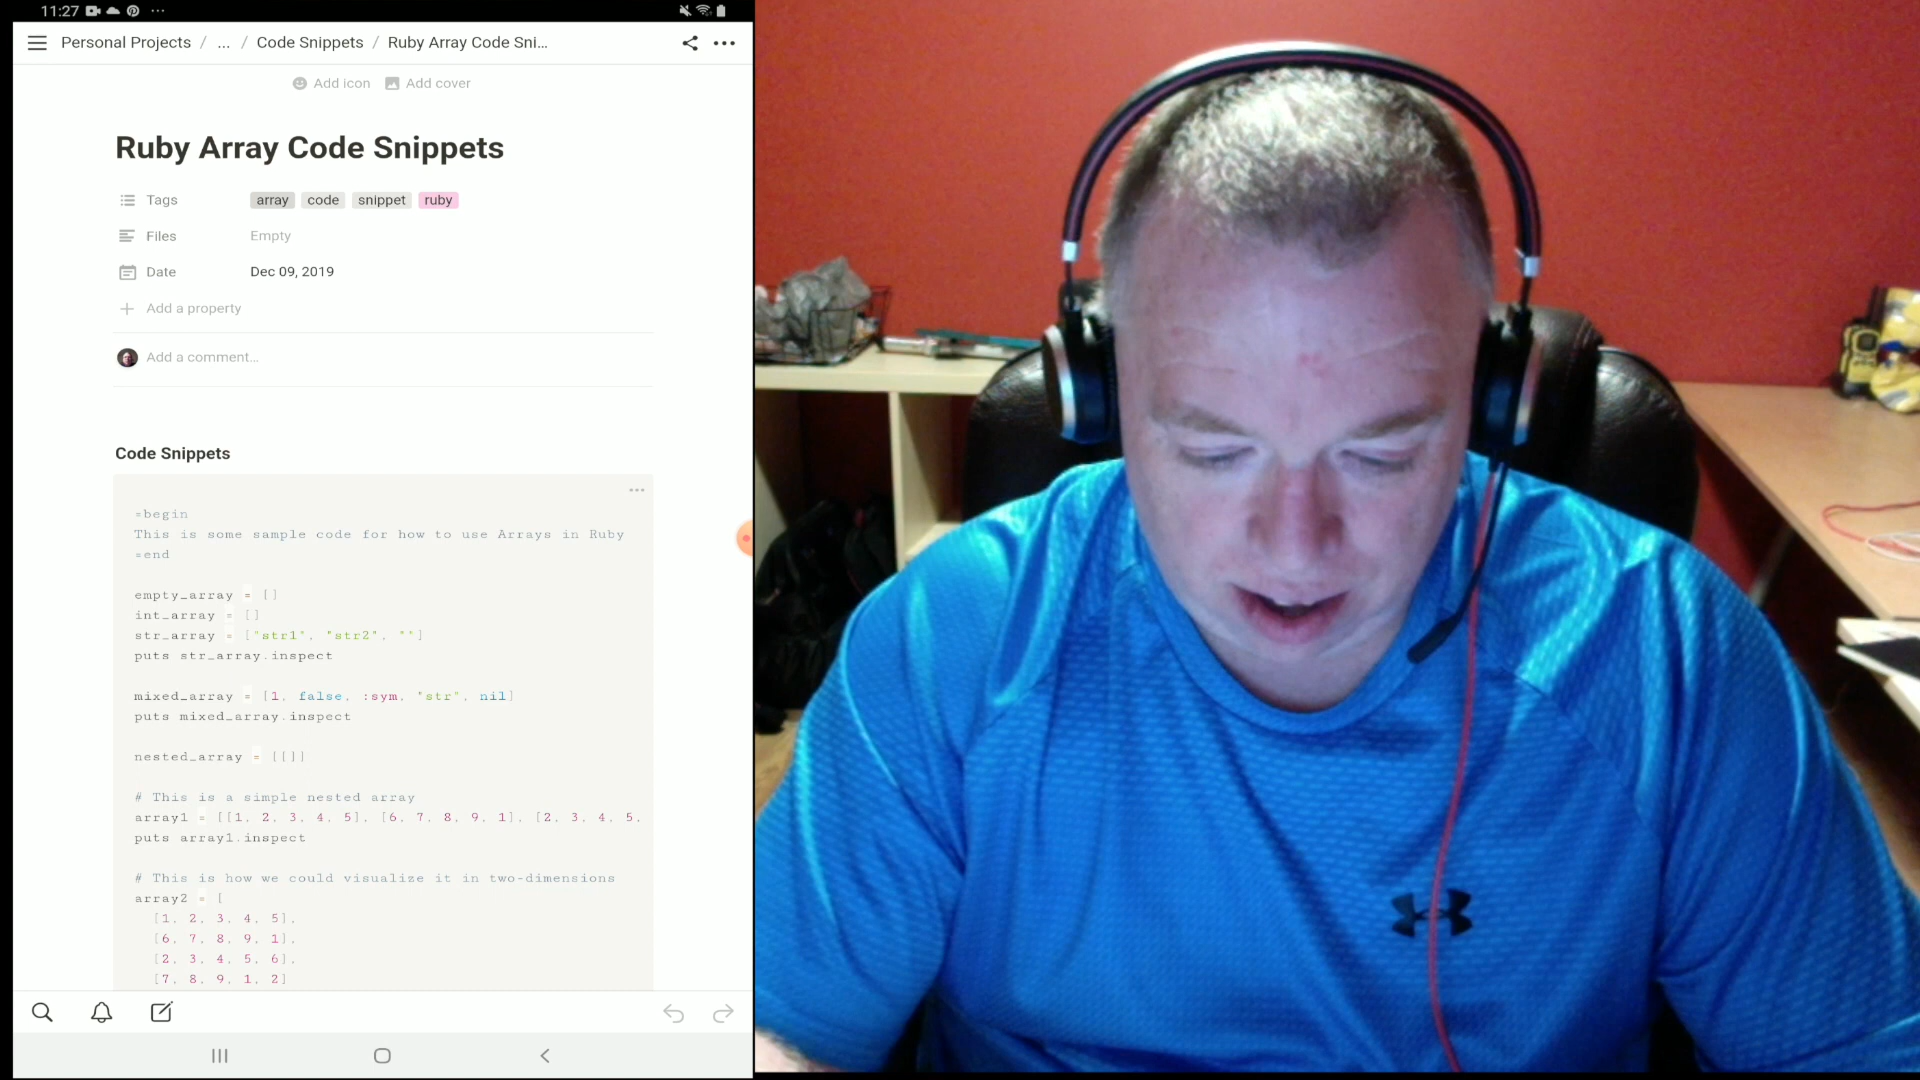 11:27
Personal Projects / ... / Code Snippets / Ruby Array Code Sni...
Add icon Add cover
Ruby Array Code Snippets
Tags array code snippet ruby
Files Empty
Date Dec 09, 2019
Add a property
Add a comment...
Code Snippets
=begin
This is some sample code for how to use Arrays in Ruby
=end
empty_array = []
int_array = []
str_array = ["str1", "str2", ""]
puts str_array.inspect
mixed_array = [1, false, :sym, "str", nil]
puts mixed_array.inspect
nested_array = [[]]
# This is a simple nested array
array1 = [[1, 2, 3, 4, 5], [6, 7, 8, 9, 1], [2, 3, 4, 5,
puts array1.inspect
# This is how we could visualize it in two-dimensions
array2 = [
[1, 2, 3, 4, 5],
[6, 7, 8, 9, 1],
[2, 3, 4, 5, 6],
[7, 8, 9, 1, 2]